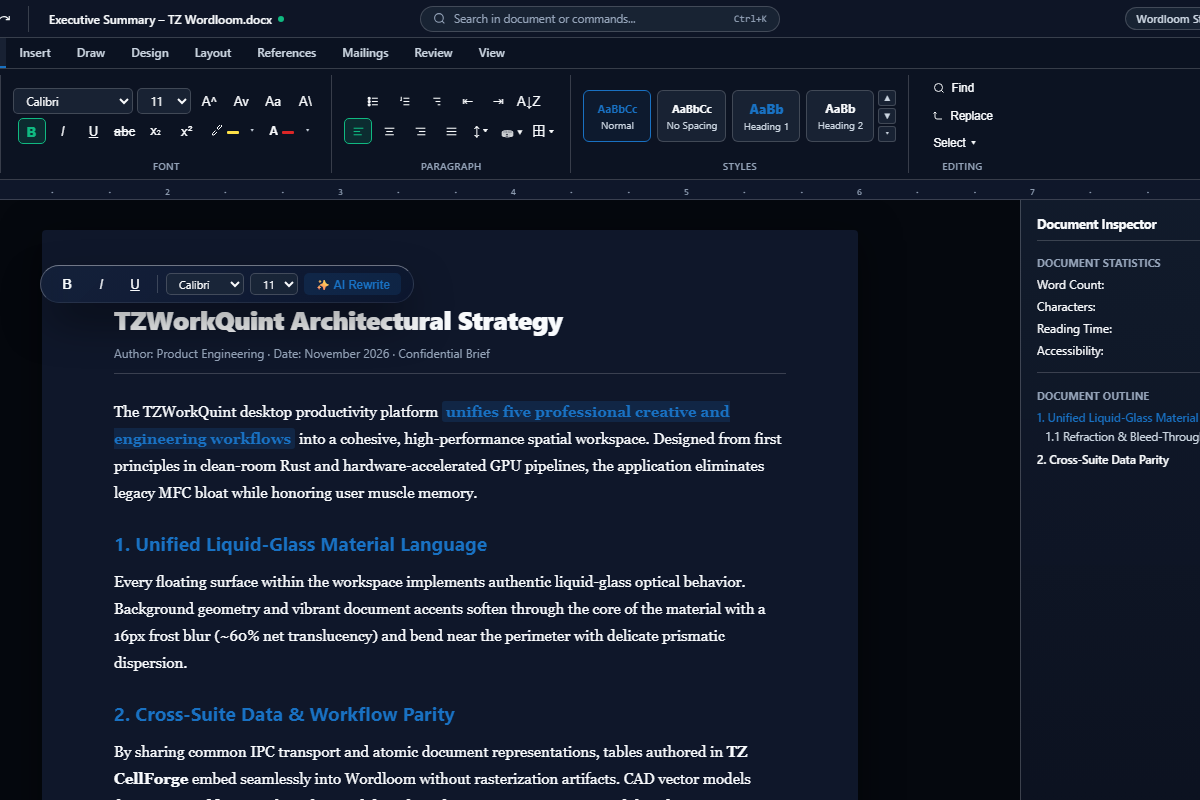 Executive Summary – TZ Wordloom.docx
Search in document or commands...
Ctrl+K
Wordloom
Insert
Draw
Design
Layout
References
Mailings
Review
View
Calibri
11
A^
Av
Aa
A\
A↓Z
B
I
U
abc
x₂
x²
A
FONT
PARAGRAPH
AaBbCc
Normal
AaBbCc
No Spacing
AaBb
Heading 1
AaBb
Heading 2
STYLES
Find
Replace
Select
EDITING
2
3
4
5
6
7
B
I
U
Calibri
11
AI Rewrite
TZWorkQuint Architectural Strategy
Author: Product Engineering · Date: November 2026 · Confidential Brief
The TZWorkQuint desktop productivity platform unifies five professional creative and
engineering workflows into a cohesive, high-performance spatial workspace. Designed from first
principles in clean-room Rust and hardware-accelerated GPU pipelines, the application eliminates
legacy MFC bloat while honoring user muscle memory.
1. Unified Liquid-Glass Material Language
Every floating surface within the workspace implements authentic liquid-glass optical behavior.
Background geometry and vibrant document accents soften through the core of the material with a
16px frost blur (~60% net translucency) and bend near the perimeter with delicate prismatic
dispersion.
2. Cross-Suite Data & Workflow Parity
By sharing common IPC transport and atomic document representations, tables authored in TZ
CellForge embed seamlessly into Wordloom without rasterization artifacts. CAD vector models
Document Inspector
DOCUMENT STATISTICS
Word Count:
Characters:
Reading Time:
Accessibility:
DOCUMENT OUTLINE
1. Unified Liquid-Glass Material
1.1 Refraction & Bleed-Throug
2. Cross-Suite Data Parity